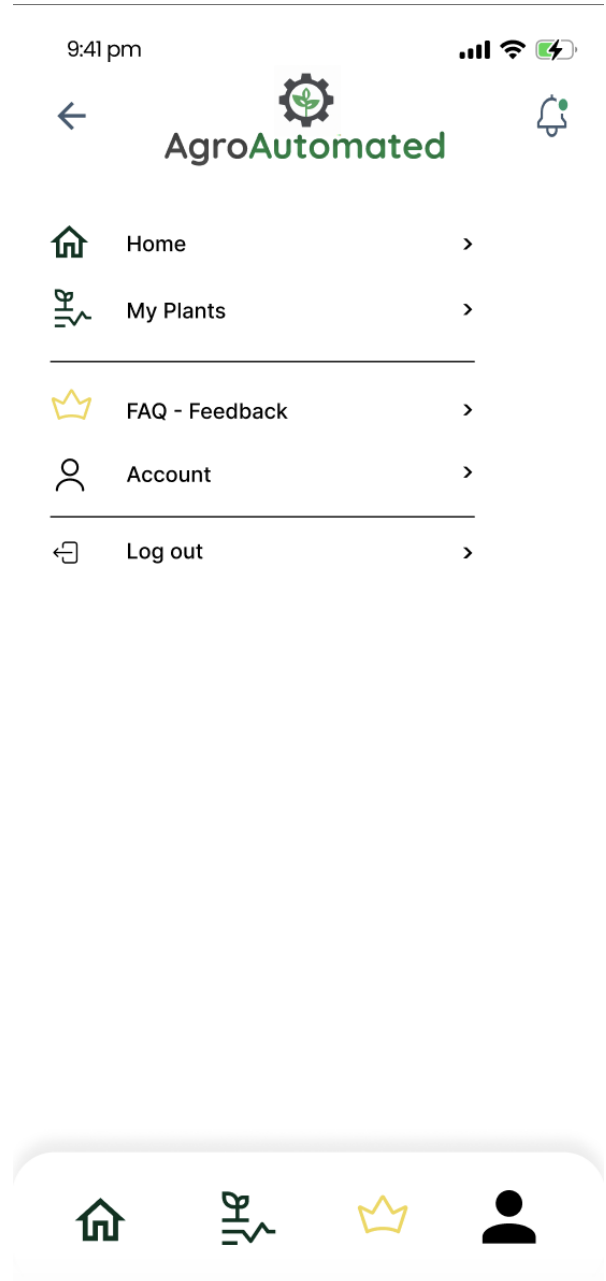 9:41 pm
AgroAutomated
Home
My Plants
FAQ - Feedback
Account
Log out